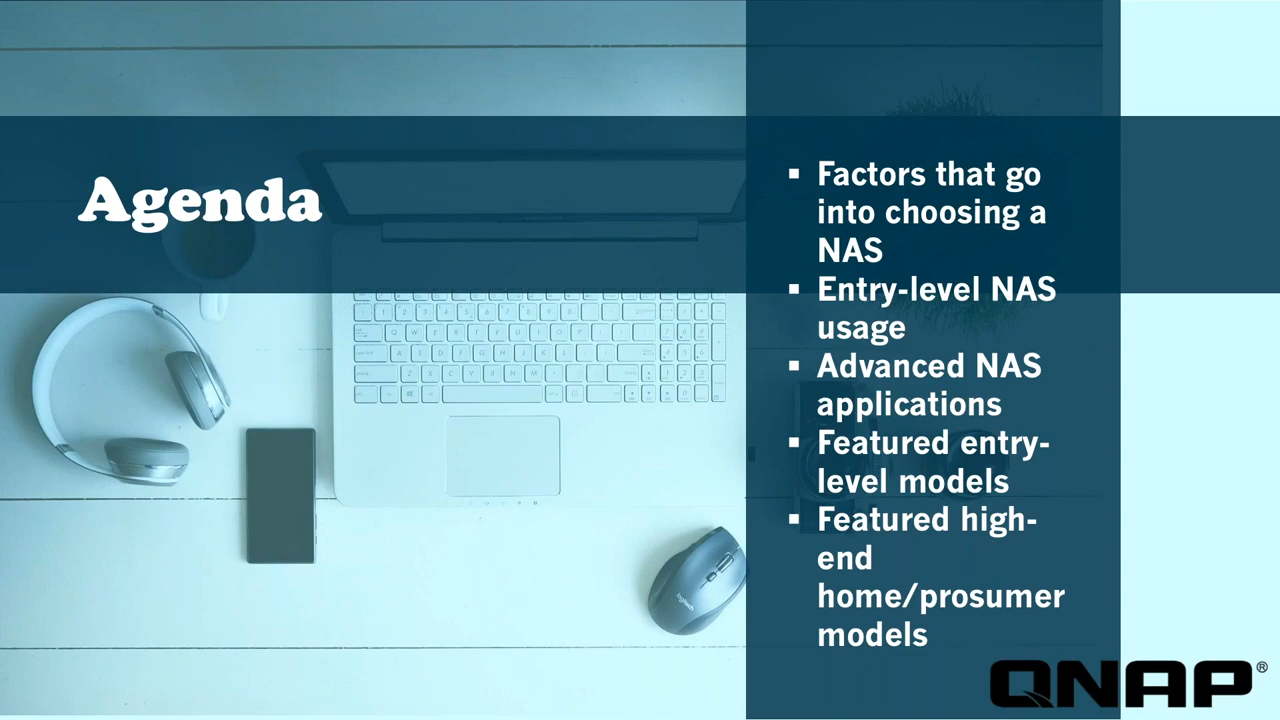 Agenda
▪ Factors that go
into choosing a
NAS
▪ Entry-level NAS
usage
▪ Advanced NAS
applications
▪ Featured entry-
level models
▪ Featured high-
end
home/prosumer
models
logitech
QNAP®